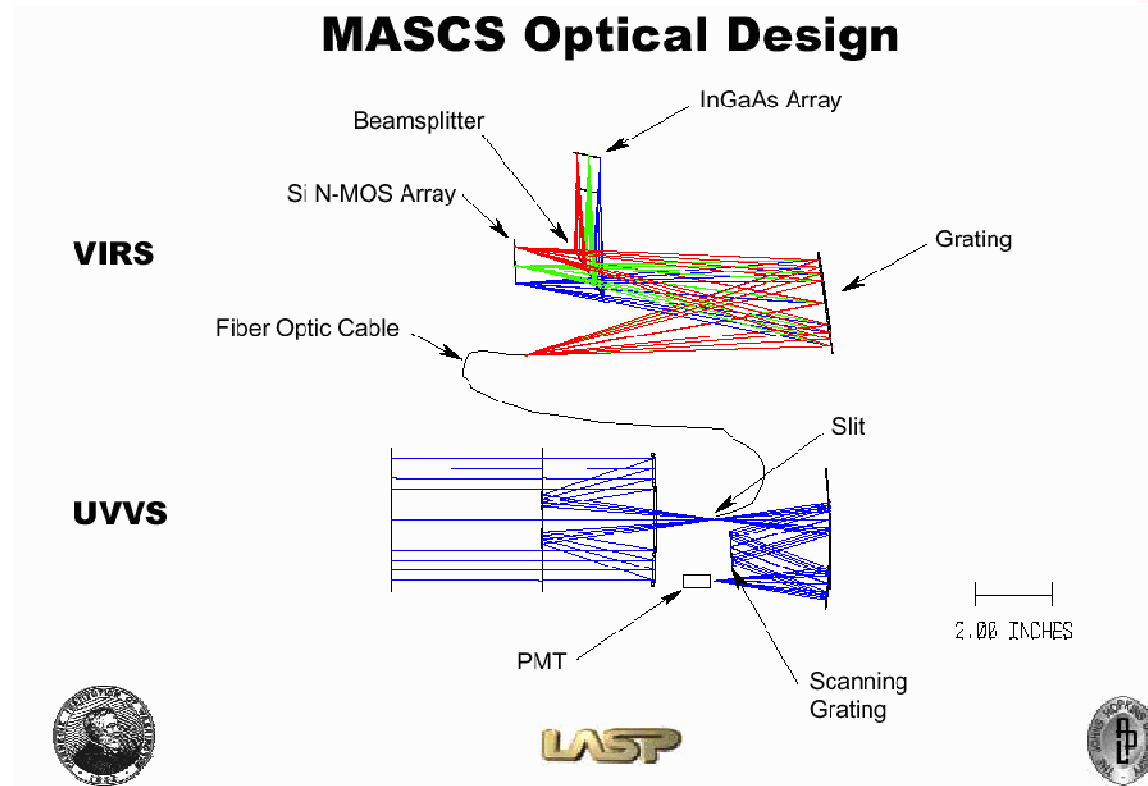 MASCS Optical Design
InGaAs Array
Beamsplitter
Si N-MOS Array
VIRS
Grating
Fiber Optic Cable
Slit
UVVS
2.06 INCHES
PMT
Scanning
Grating
LASP